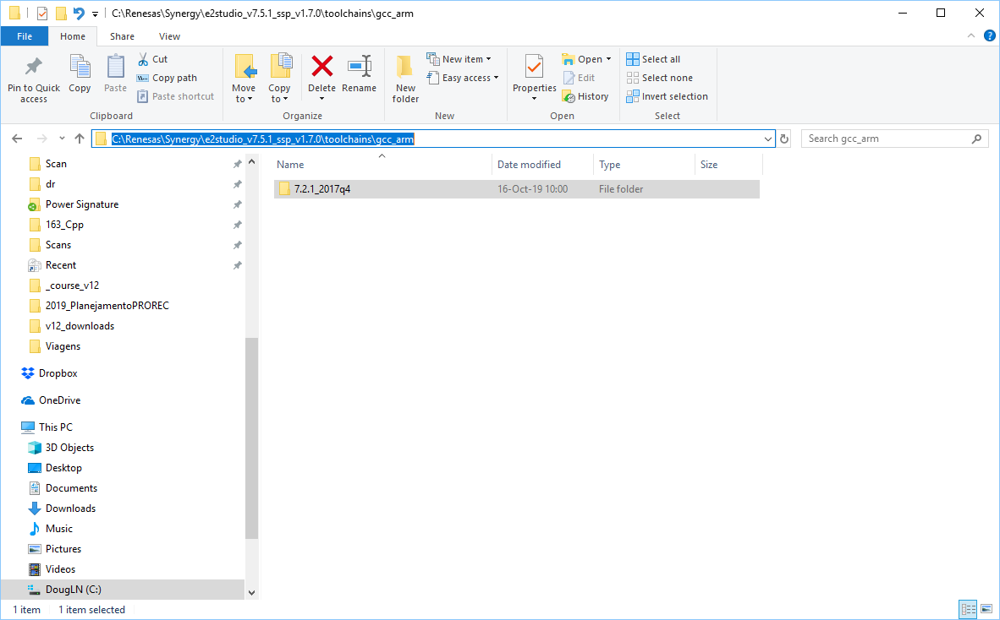 C:\Renesas\Synergy\e2studio_v7.5.1_ssp_v1.7.0\toolchains\gcc_arm
File Home Share View
Pin to Quick access
Copy
Paste
Cut
Copy path
Paste shortcut
Clipboard
Move to
Copy to
Delete
Rename
Organize
New folder
New item
Easy access
New
Properties
Open
Edit
History
Open
Select all
Select none
Invert selection
Select
C:\Renesas\Synergy\e2studio_v7.5.1_ssp_v1.7.0\toolchains\gcc_arm
Search gcc_arm
Scan
dr
Power Signature
163_Cpp
Scans
Recent
_course_v12
2019_PlanejamentoPROREC
v12_downloads
Viagens
Dropbox
OneDrive
This PC
3D Objects
Desktop
Documents
Downloads
Music
Pictures
Videos
DougLN (C:)
Name Date modified Type Size
7.2.1_2017q4 16-Oct-19 10:00 File folder
1 item 1 item selected